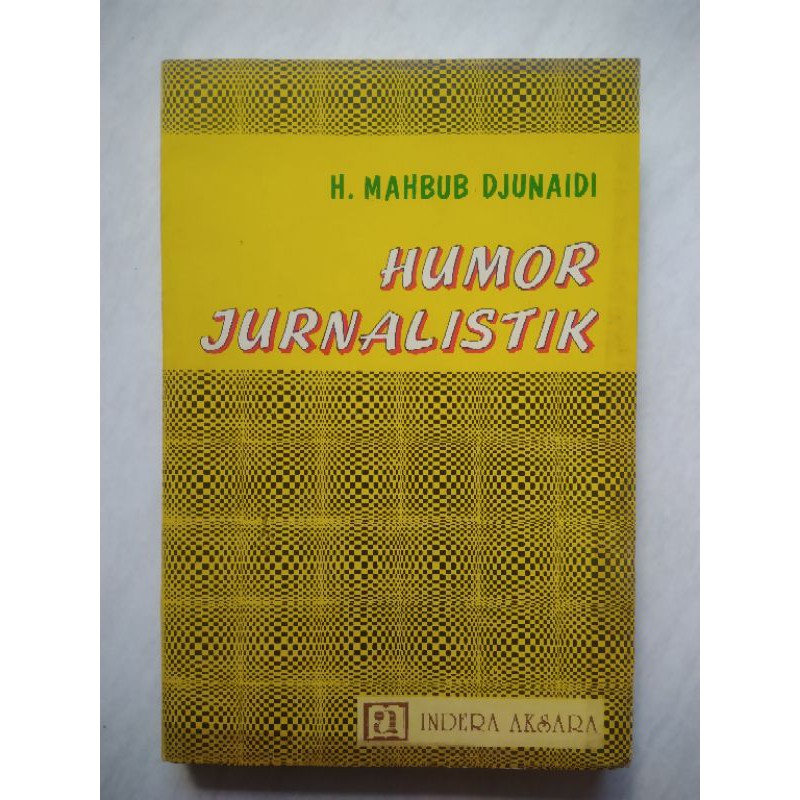 H. MAHBUB DJUNAIDI
HUMOR
JURNALISTIK
a INDERA AKSARA